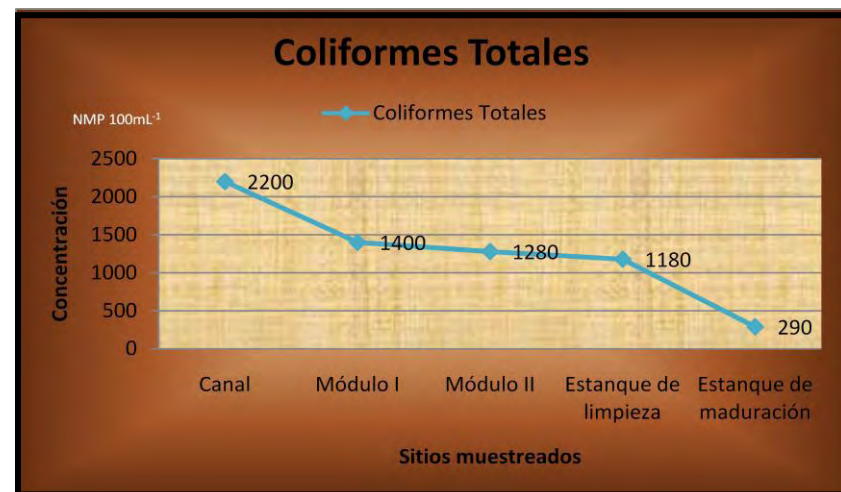 Coliformes Totales
NMP 100mL⁻¹
Coliformes Totales
2500
2000
1500
1000
500
0
Concentración
2200
1400
1280
1180
290
Canal
Módulo I
Módulo II
Estanque de
limpieza
Estanque de
maduración
Sitios muestreados